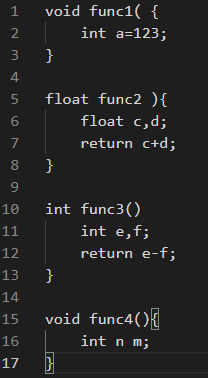 1 void func1( {
2     int a=123;
3 }
4
5 float func2 ){
6     float c,d;
7     return c+d;
8 }
9
10 int func3()
11     int e,f;
12     return e-f;
13 }
14
15 void func4(){
16     int n m;
17 }